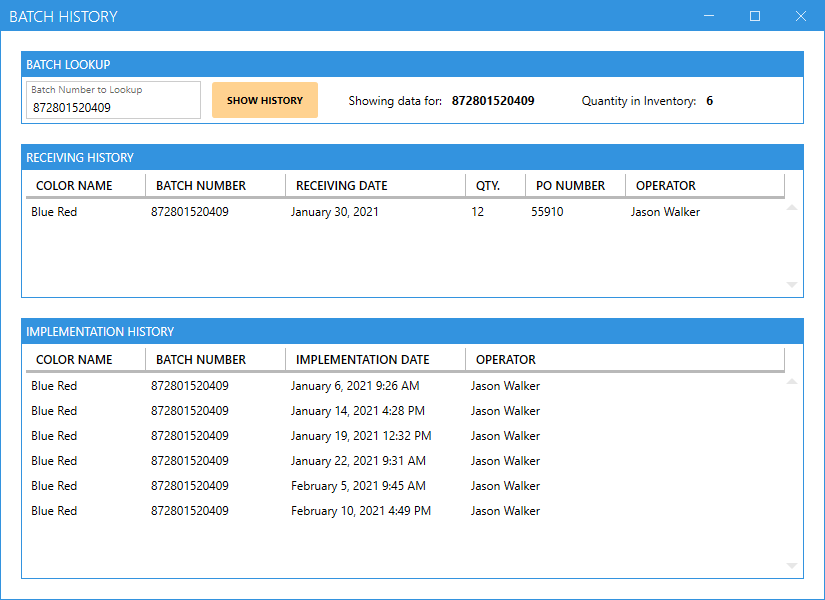 BATCH HISTORY
BATCH LOOKUP
Batch Number to Lookup
872801520409
SHOW HISTORY
Showing data for: 872801520409
Quantity in Inventory: 6
RECEIVING HISTORY
COLOR NAME BATCH NUMBER RECEIVING DATE QTY. PO NUMBER OPERATOR
Blue Red 872801520409 January 30, 2021 12 55910 Jason Walker
IMPLEMENTATION HISTORY
COLOR NAME BATCH NUMBER IMPLEMENTATION DATE OPERATOR
Blue Red 872801520409 January 6, 2021 9:26 AM Jason Walker
Blue Red 872801520409 January 14, 2021 4:28 PM Jason Walker
Blue Red 872801520409 January 19, 2021 12:32 PM Jason Walker
Blue Red 872801520409 January 22, 2021 9:31 AM Jason Walker
Blue Red 872801520409 February 5, 2021 9:45 AM Jason Walker
Blue Red 872801520409 February 10, 2021 4:49 PM Jason Walker